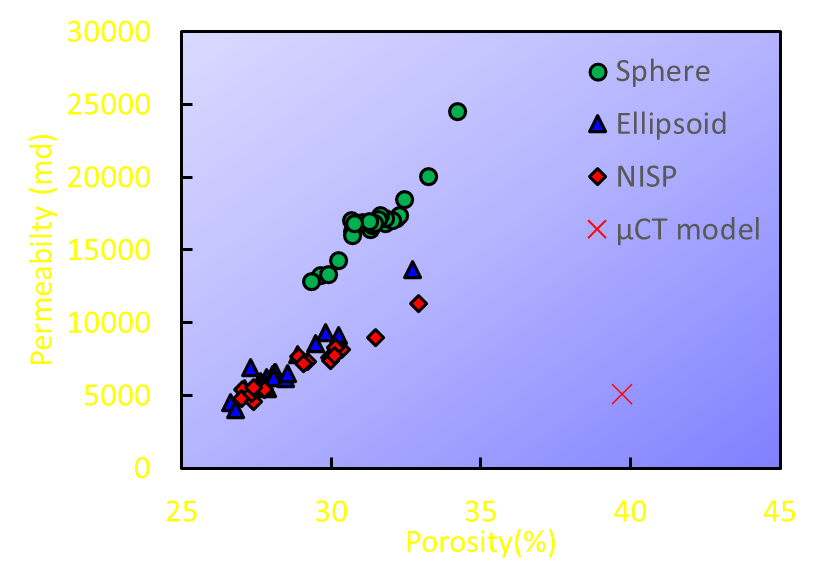 30000
25000
20000
15000
10000
5000
0
Permeabilty (md)
Sphere
Ellipsoid
NISP
µCT model
25 30 35 40 45
Porosity(%)